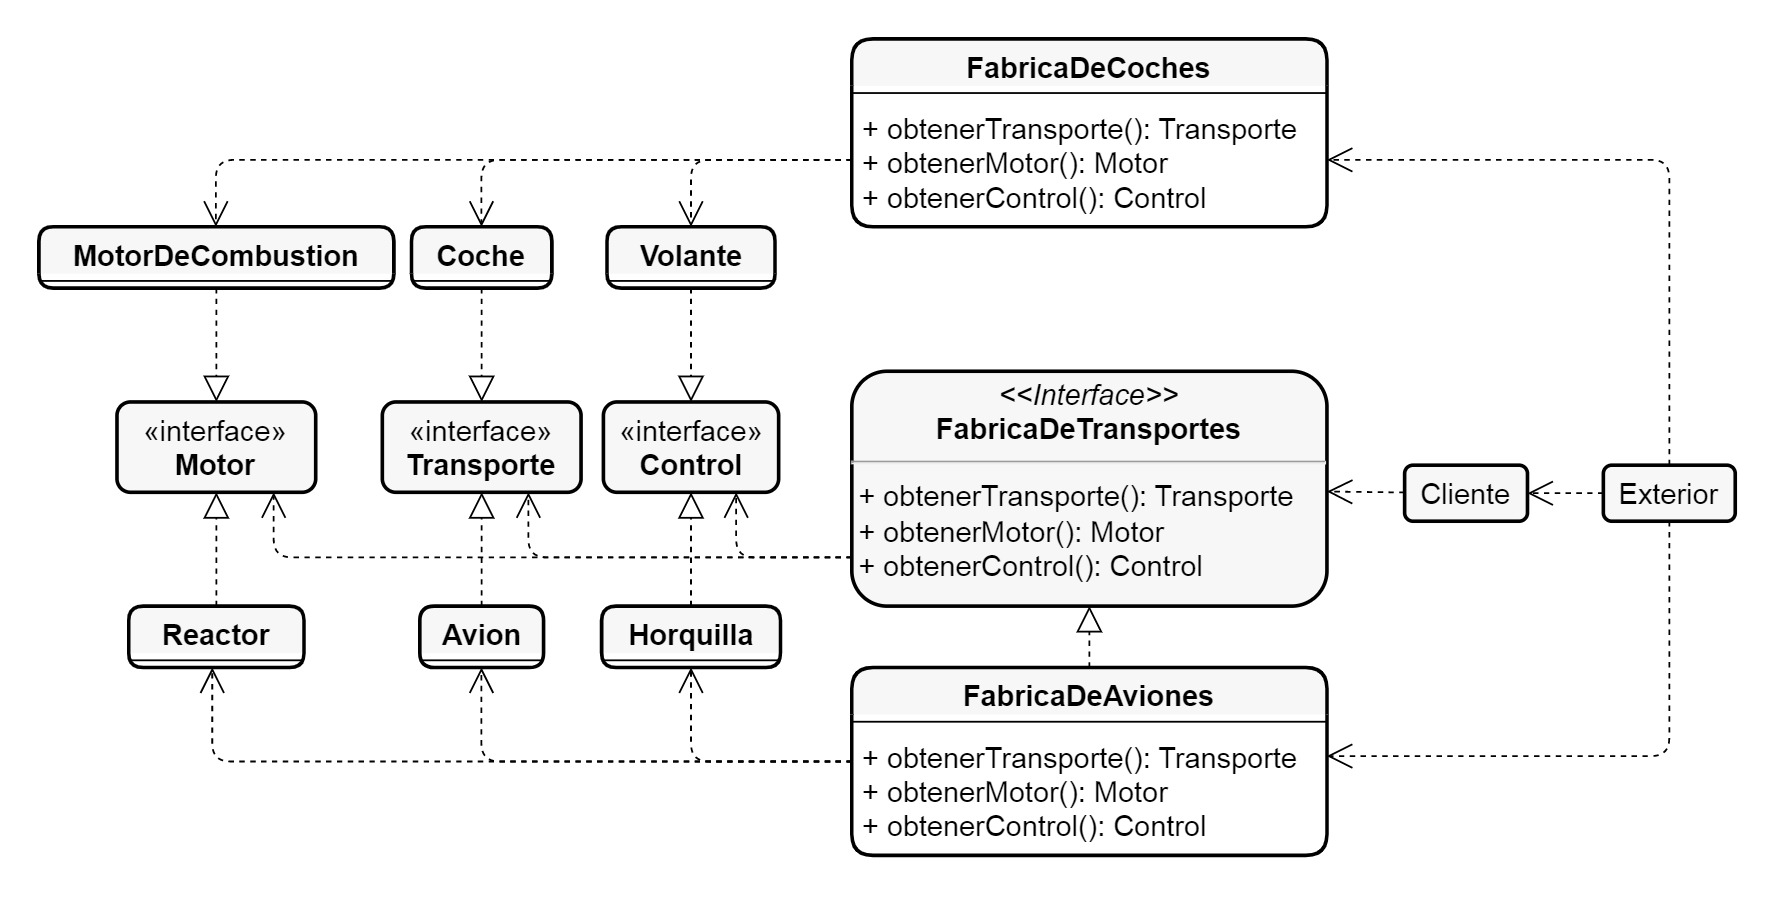 FabricaDeCoches
+ obtenerTransporte(): Transporte
+ obtenerMotor(): Motor
+ obtenerControl(): Control
MotorDeCombustion
Coche
Volante
«interface»
Motor
«interface»
Transporte
«interface»
Control
<<Interface>>
FabricaDeTransportes
+ obtenerTransporte(): Transporte
+ obtenerMotor(): Motor
+ obtenerControl(): Control
Cliente
Exterior
Reactor
Avion
Horquilla
FabricaDeAviones
+ obtenerTransporte(): Transporte
+ obtenerMotor(): Motor
+ obtenerControl(): Control